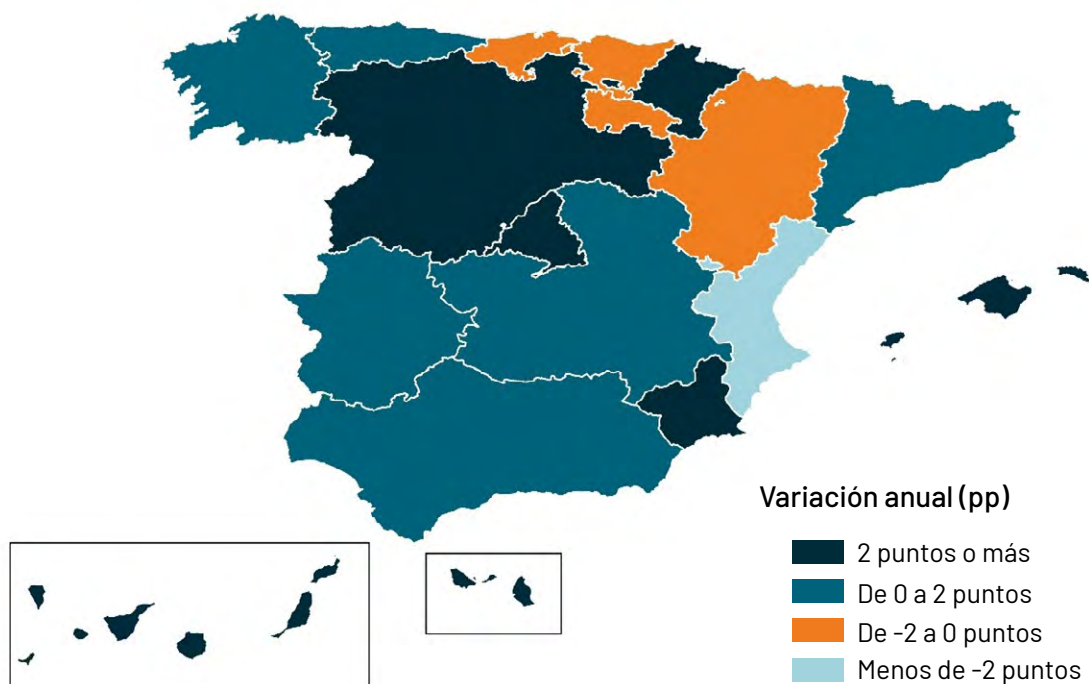 Variación anual (pp)
2 puntos o más
De 0 a 2 puntos
De -2 a 0 puntos
Menos de -2 puntos